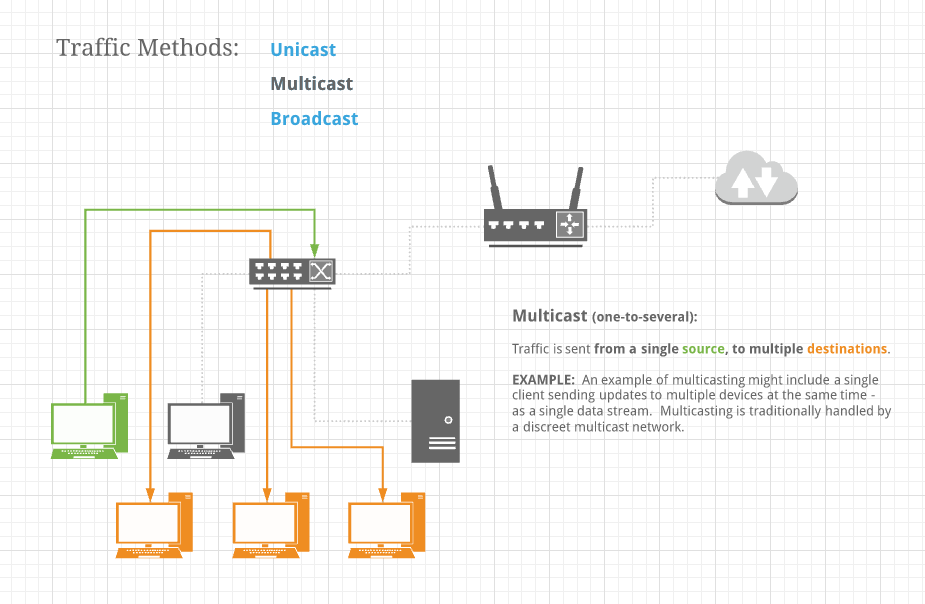 Traffic Methods:
Unicast
Multicast
Broadcast
Multicast (one-to-several):
Traffic is sent from a single source, to multiple destinations.
EXAMPLE: An example of multicasting might include a single
client sending updates to multiple devices at the same time -
as a single data stream. Multicasting is traditionally handled by
a discreet multicast network.